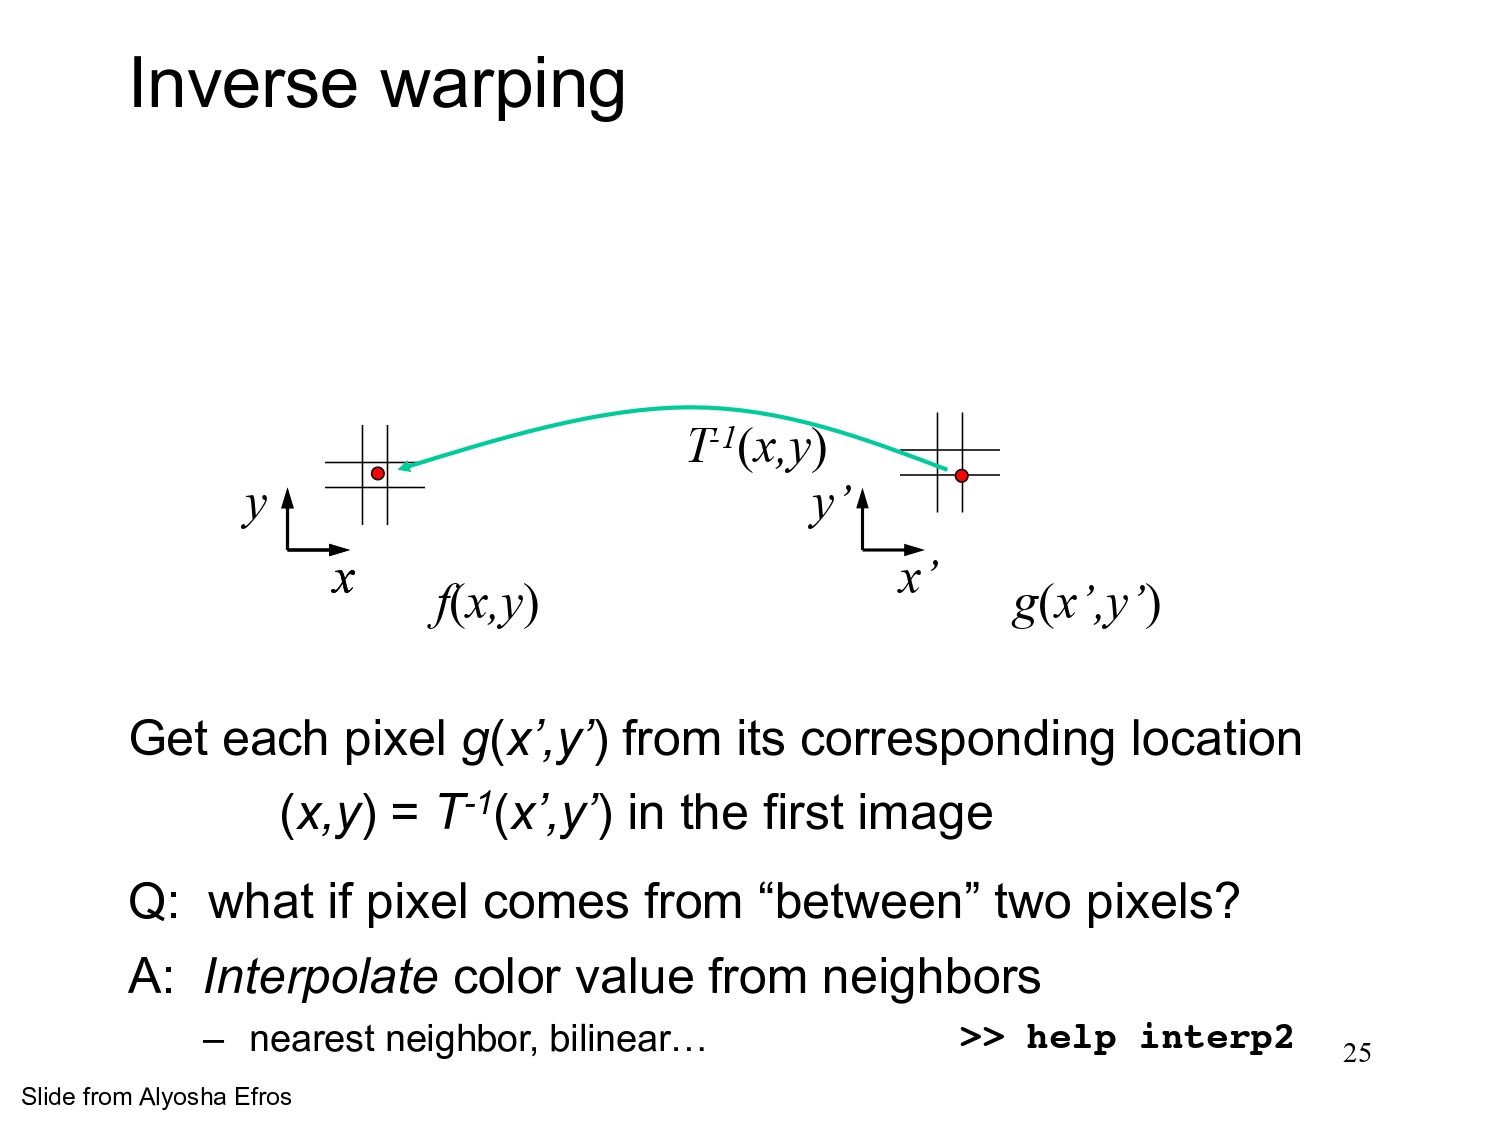 Inverse warping
T-1(x,y)
y
x
f(x,y)
y’
x’
g(x’,y’)
Get each pixel g(x’,y’) from its corresponding location
(x,y) = T-1(x’,y’) in the first image
Q: what if pixel comes from “between” two pixels?
A: Interpolate color value from neighbors
– nearest neighbor, bilinear…
>> help interp2
25
Slide from Alyosha Efros